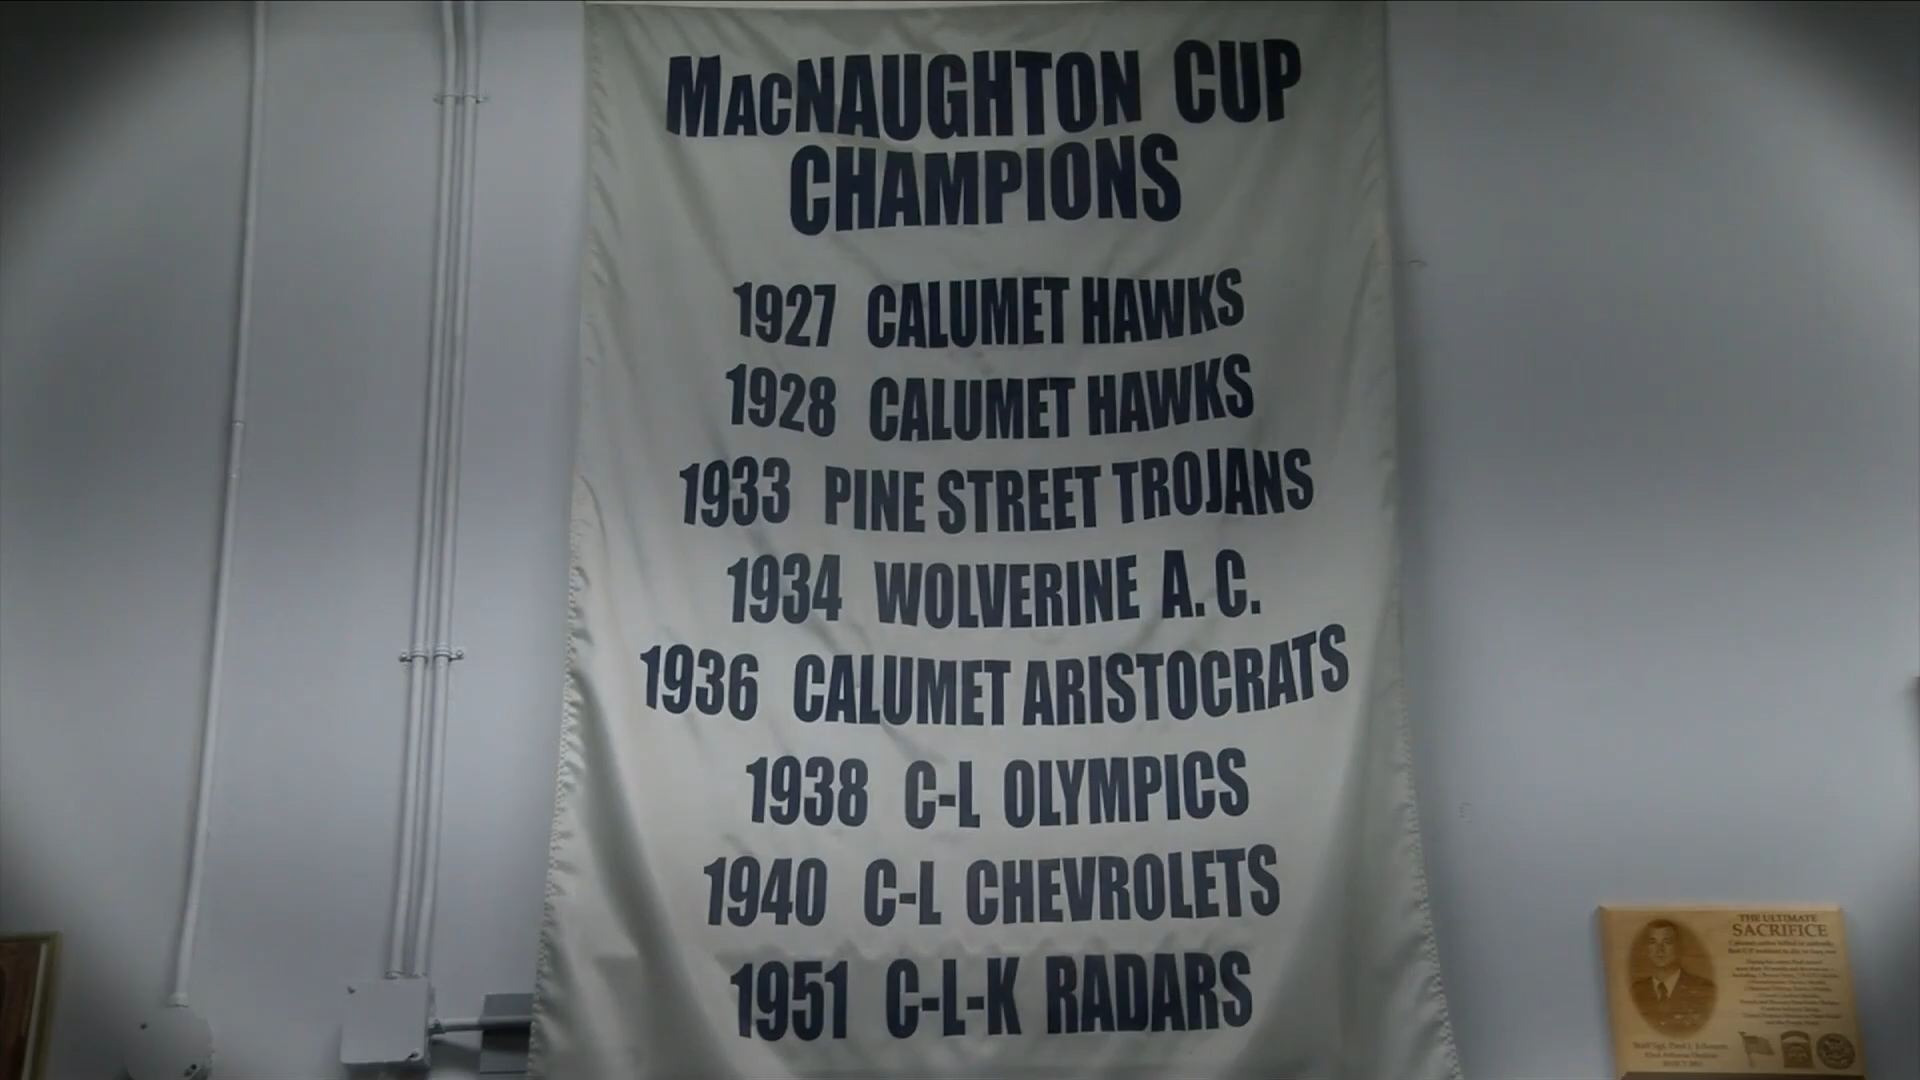 MacNAUGHTON CUP
CHAMPIONS
1927 CALUMET HAWKS
1928 CALUMET HAWKS
1933 PINE STREET TROJANS
1934 WOLVERINE A.C.
1936 CALUMET ARISTOCRATS
1938 C-L OLYMPICS
1940 C-L CHEVROLETS
1951 C-L-K RADARS
THE ULTIMATE
SACRIFICE